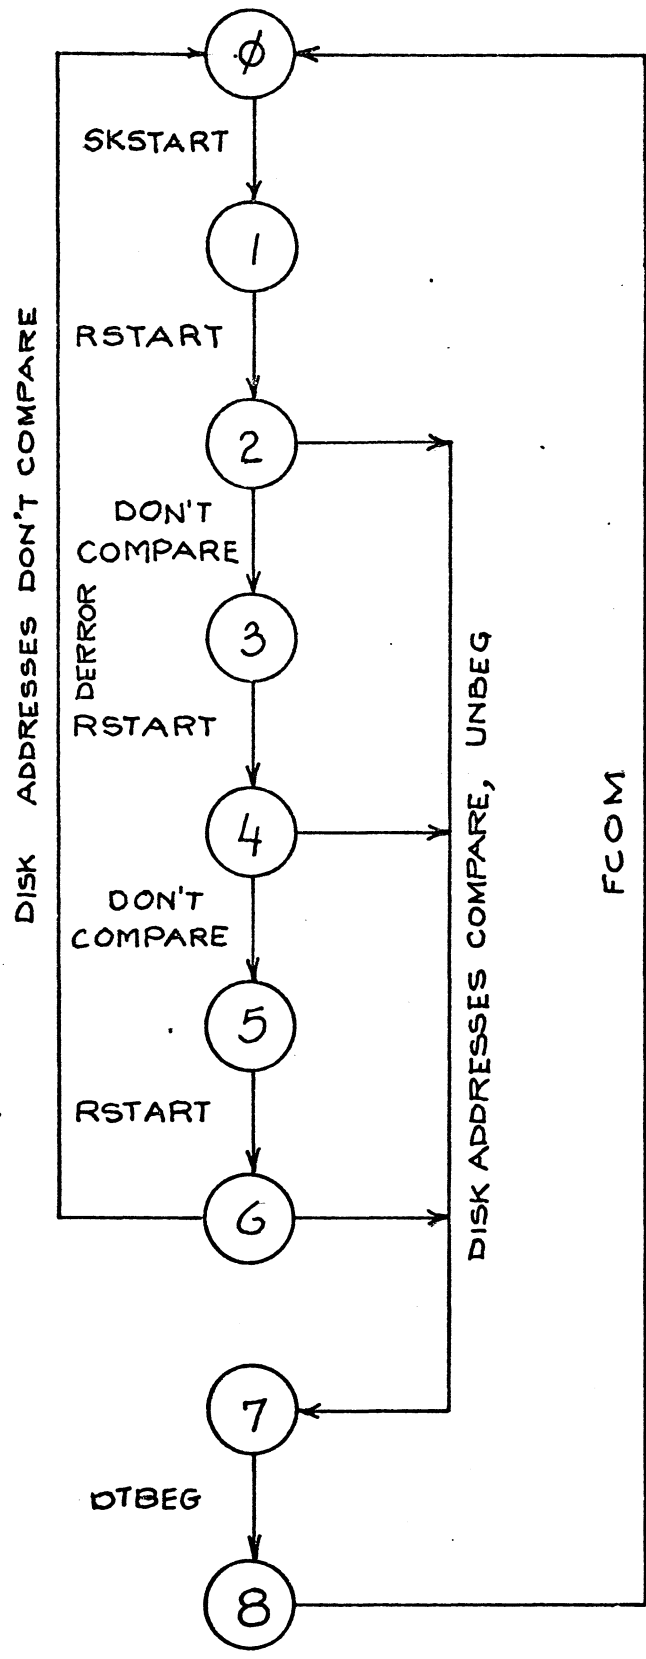 Ø
SKSTART
1
RSTART
2
DON'T
COMPARE
3
RSTART
4
DON'T
COMPARE
5
RSTART
6
7
DTBEG
8
DISK ADDRESSES DON'T COMPARE
DERROR
DISK ADDRESSES COMPARE, UNBEG
FCOM